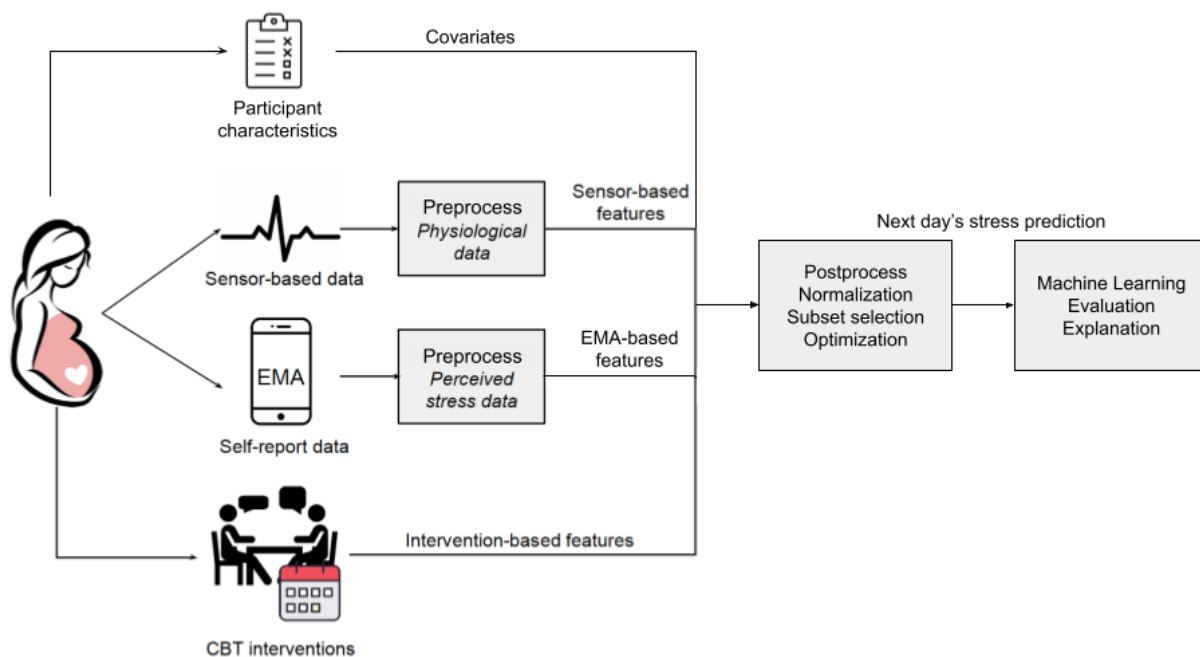 Covariates
Participant
characteristics
Sensor-based data
Preprocess
Physiological
data
Sensor-based
features
EMA
Self-report data
Preprocess
Perceived
stress data
EMA-based
features
CBT interventions
Intervention-based features
Next day's stress prediction
Postprocess
Normalization
Subset selection
Optimization
Machine Learning
Evaluation
Explanation